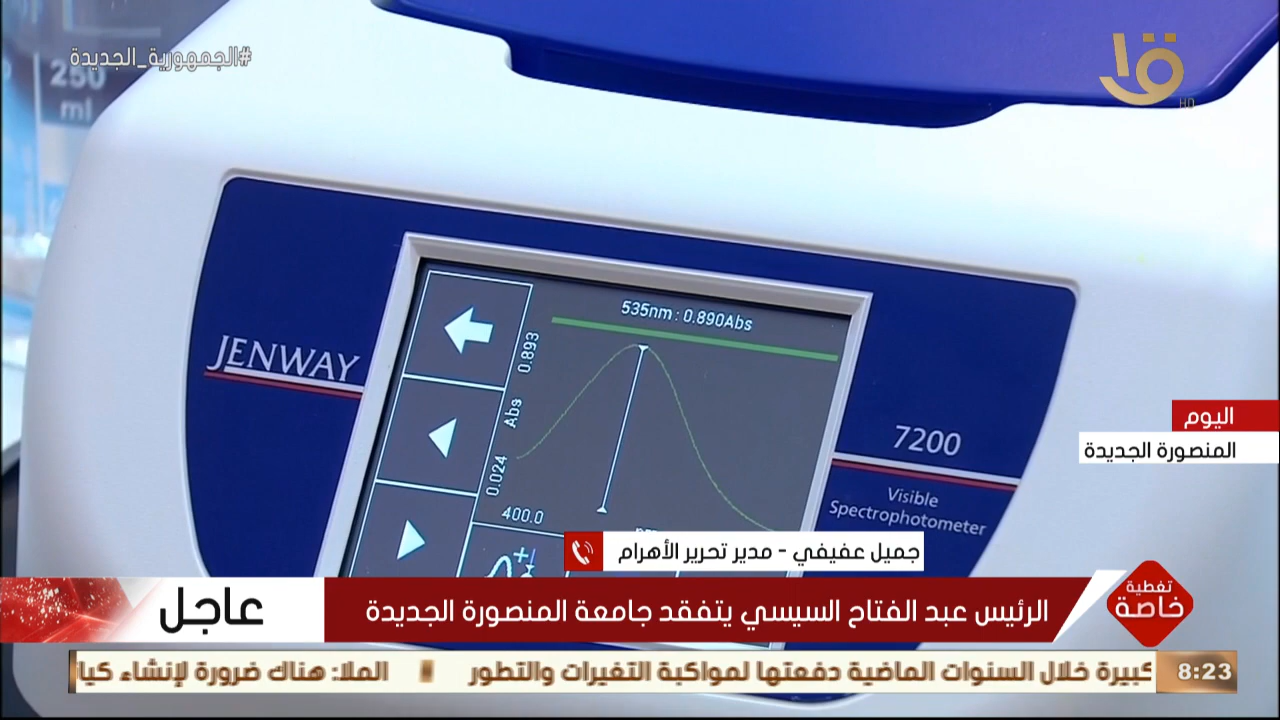 #الجمهورية_الجديدة
ق
HD
250
ml
535nm : 0.890Abs
0.893
Abs
0.024
400.0
JENWAY
7200
Visible
Spectrophotometer
اليوم
المنصورة الجديدة
جميل عفيفي - مدير تحرير الأهرام
تغطية
خاصة
عاجل
الرئيس عبد الفتاح السيسي يتفقد جامعة المنصورة الجديدة
8:23
كبيرة خلال السنوات الماضية دفعتها لمواكبة التغيرات والتطور
الملا: هناك ضرورة لإنشاء كيا